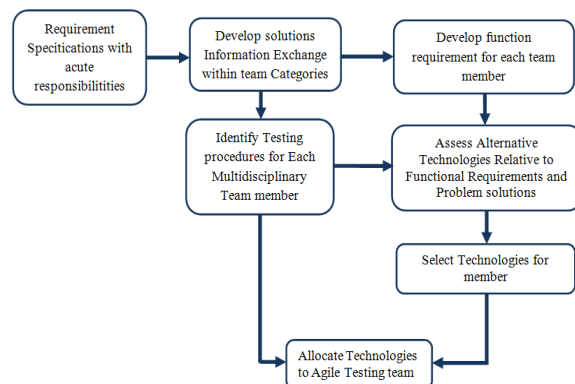 Requirement
Specitications with
acute
responsibilitities
Develop solutions
Information Exchange
within team Categories
Develop function
requirement for each team
member
Identify Testing
procedures for Each
Multidisciplinary
Team member
Assess Alternative
Technologies Relative to
Functional Requirements and
Problem solutions
Select Technologies for
member
Allocate Technologies
to Agile Testing team